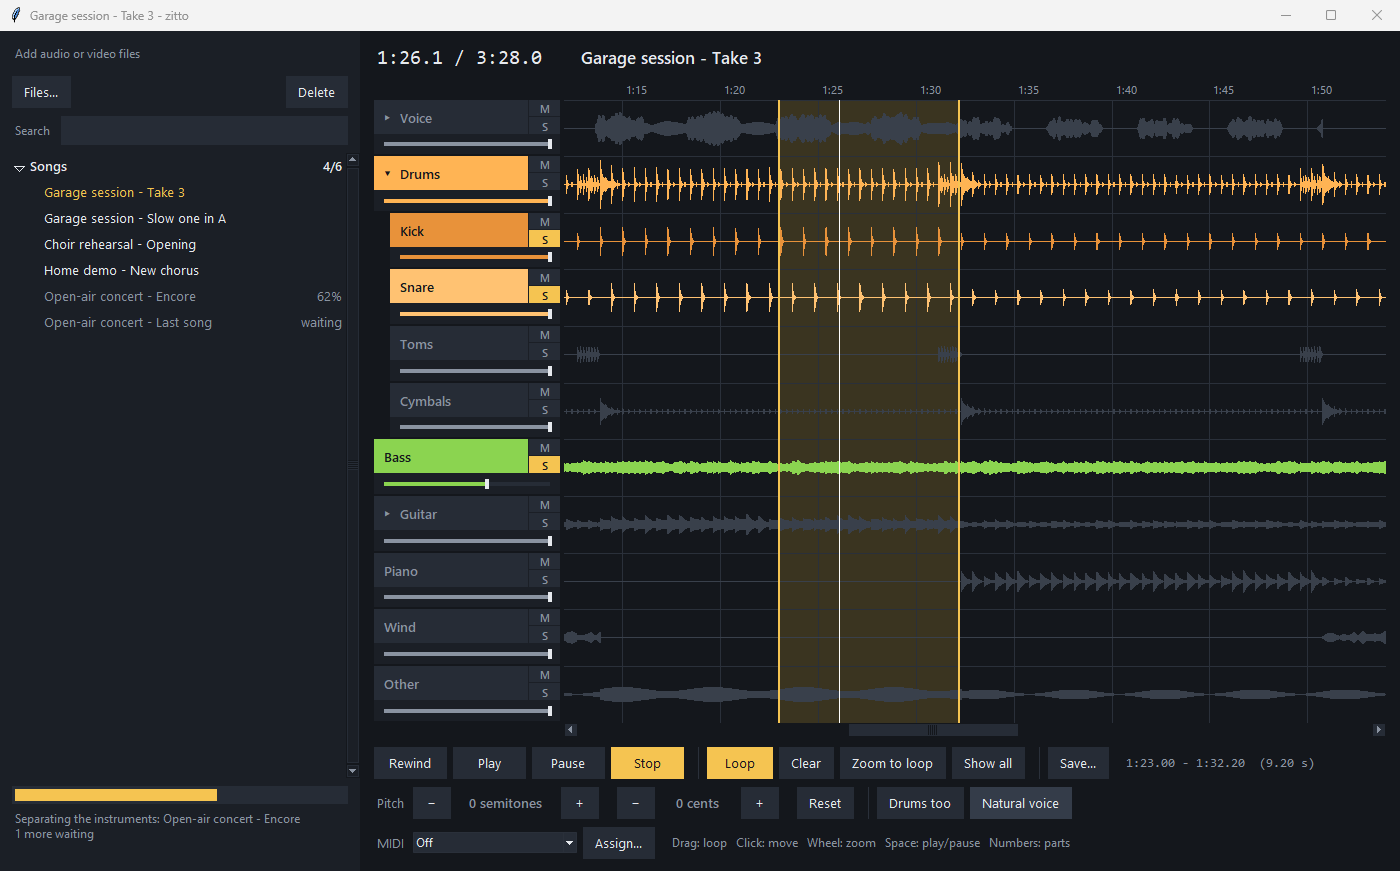 Garage session - Take 3 - zitto
Add audio or video files
Files...
Delete
Search
Songs 4/6
Garage session - Take 3
Garage session - Slow one in A
Choir rehearsal - Opening
Home demo - New chorus
Open-air concert - Encore 62%
Open-air concert - Last song waiting
Separating the instruments: Open-air concert - Encore
1 more waiting
1:26.1 / 3:28.0 Garage session - Take 3
1:15 1:20 1:25 1:30 1:35 1:40 1:45 1:50
Voice M S
Drums M S
Kick M S
Snare M S
Toms M S
Cymbals M S
Bass M S
Guitar M S
Piano M S
Wind M S
Other M S
Rewind Play Pause Stop Loop Clear Zoom to loop Show all Save... 1:23.00 - 1:32.20 (9.20 s)
Pitch − 0 semitones + − 0 cents + Reset Drums too Natural voice
MIDI Off Assign... Drag: loop Click: move Wheel: zoom Space: play/pause Numbers: parts